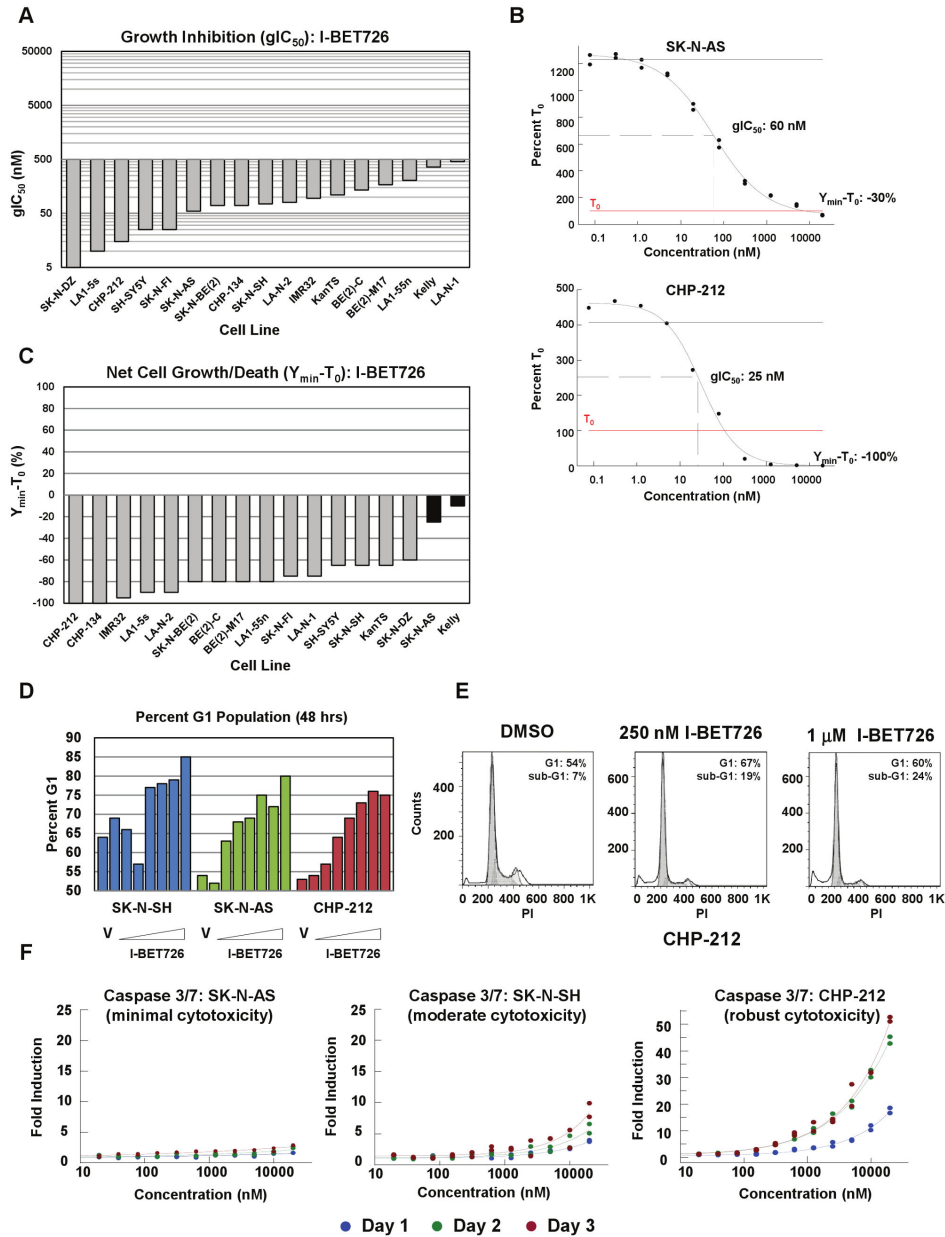 A
Growth Inhibition (gIC50): I-BET726
50000
5000
500
50
5
gIC50 (nM)
SK-N-DZ
LA1-5s
CHP-212
SH-SY5Y
SK-N-FI
SK-N-AS
SK-N-BE(2)
CHP-134
SK-N-SH
LA-N-2
IMR32
KanTS
BE(2)-C
BE(2)-M17
LA1-55n
Kelly
LA-N-1
Cell Line
B
SK-N-AS
1200
1000
800
600
400
200
0
Percent T0
gIC50: 60 nM
T0
Ymin-T0: -30%
0.1
1
10
100
1000
10000
Concentration (nM)
CHP-212
500
400
300
200
100
0
Percent T0
gIC50: 25 nM
T0
Ymin-T0: -100%
0.1
1
10
100
1000
10000
Concentration (nM)
C
Net Cell Growth/Death (Ymin-T0): I-BET726
100
80
60
40
20
0
-20
-40
-60
-80
-100
Ymin-T0 (%)
CHP-212
CHP-134
IMR32
LA1-5s
LA-N-2
SK-N-BE(2)
BE(2)-C
BE(2)-M17
LA1-55n
SK-N-FI
LA-N-1
SH-SY5Y
SK-N-SH
KanTS
SK-N-DZ
SK-N-AS
Kelly
Cell Line
D
Percent G1 Population (48 hrs)
90
85
81
75
70
65
60
55
50
Percent G1
SK-N-SH
SK-N-AS
CHP-212
V
I-BET726
V
I-BET726
V
I-BET726
E
DMSO
G1: 54%
sub-G1: 7%
400
200
0
Counts
0 200 400 600 800 1K
PI
250 nM I-BET726
G1: 67%
sub-G1: 19%
600
400
200
0
0 200 400 600 800 1K
PI
1 μM I-BET726
G1: 60%
sub-G1: 24%
600
400
200
0
0 200 400 600 800 1K
PI
CHP-212
F
Caspase 3/7: SK-N-AS
(minimal cytotoxicity)
25
20
15
10
5
1
0
Fold Induction
10
100
1000
10000
Concentration (nM)
Caspase 3/7: SK-N-SH
(moderate cytotoxicity)
25
20
15
10
5
1
0
Fold Induction
10
100
1000
10000
Concentration (nM)
Caspase 3/7: CHP-212
(robust cytotoxicity)
50
40
30
20
10
5
1
0
Fold Induction
10
100
1000
10000
Concentration (nM)
Day 1
Day 2
Day 3